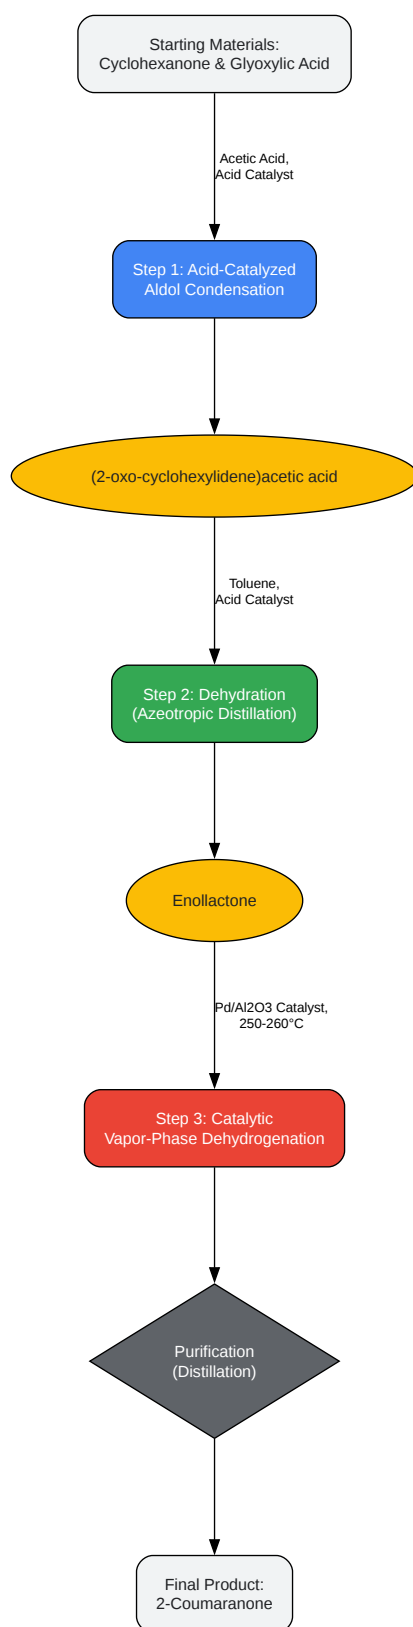 Starting Materials:
Cyclohexanone & Glyoxylic Acid
Acetic Acid,
Acid Catalyst
Step 1: Acid-Catalyzed
Aldol Condensation
(2-oxo-cyclohexylidene)acetic acid
Toluene,
Acid Catalyst
Step 2: Dehydration
(Azeotropic Distillation)
Enollactone
Pd/Al2O3 Catalyst,
250-260°C
Step 3: Catalytic
Vapor-Phase Dehydrogenation
Purification
(Distillation)
Final Product:
2-Coumaranone